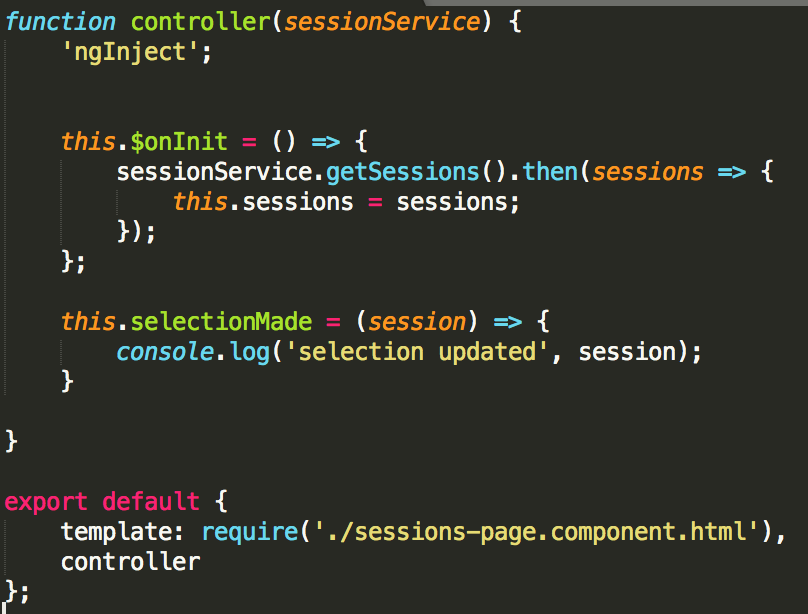 function controller(sessionService) {
    'ngInject';
    this.$onInit = () => {
        sessionService.getSessions().then(sessions => {
            this.sessions = sessions;
        });
    };
    this.selectionMade = (session) => {
        console.log('selection updated', session);
    }
}
export default {
    template: require('./sessions-page.component.html'),
    controller
};